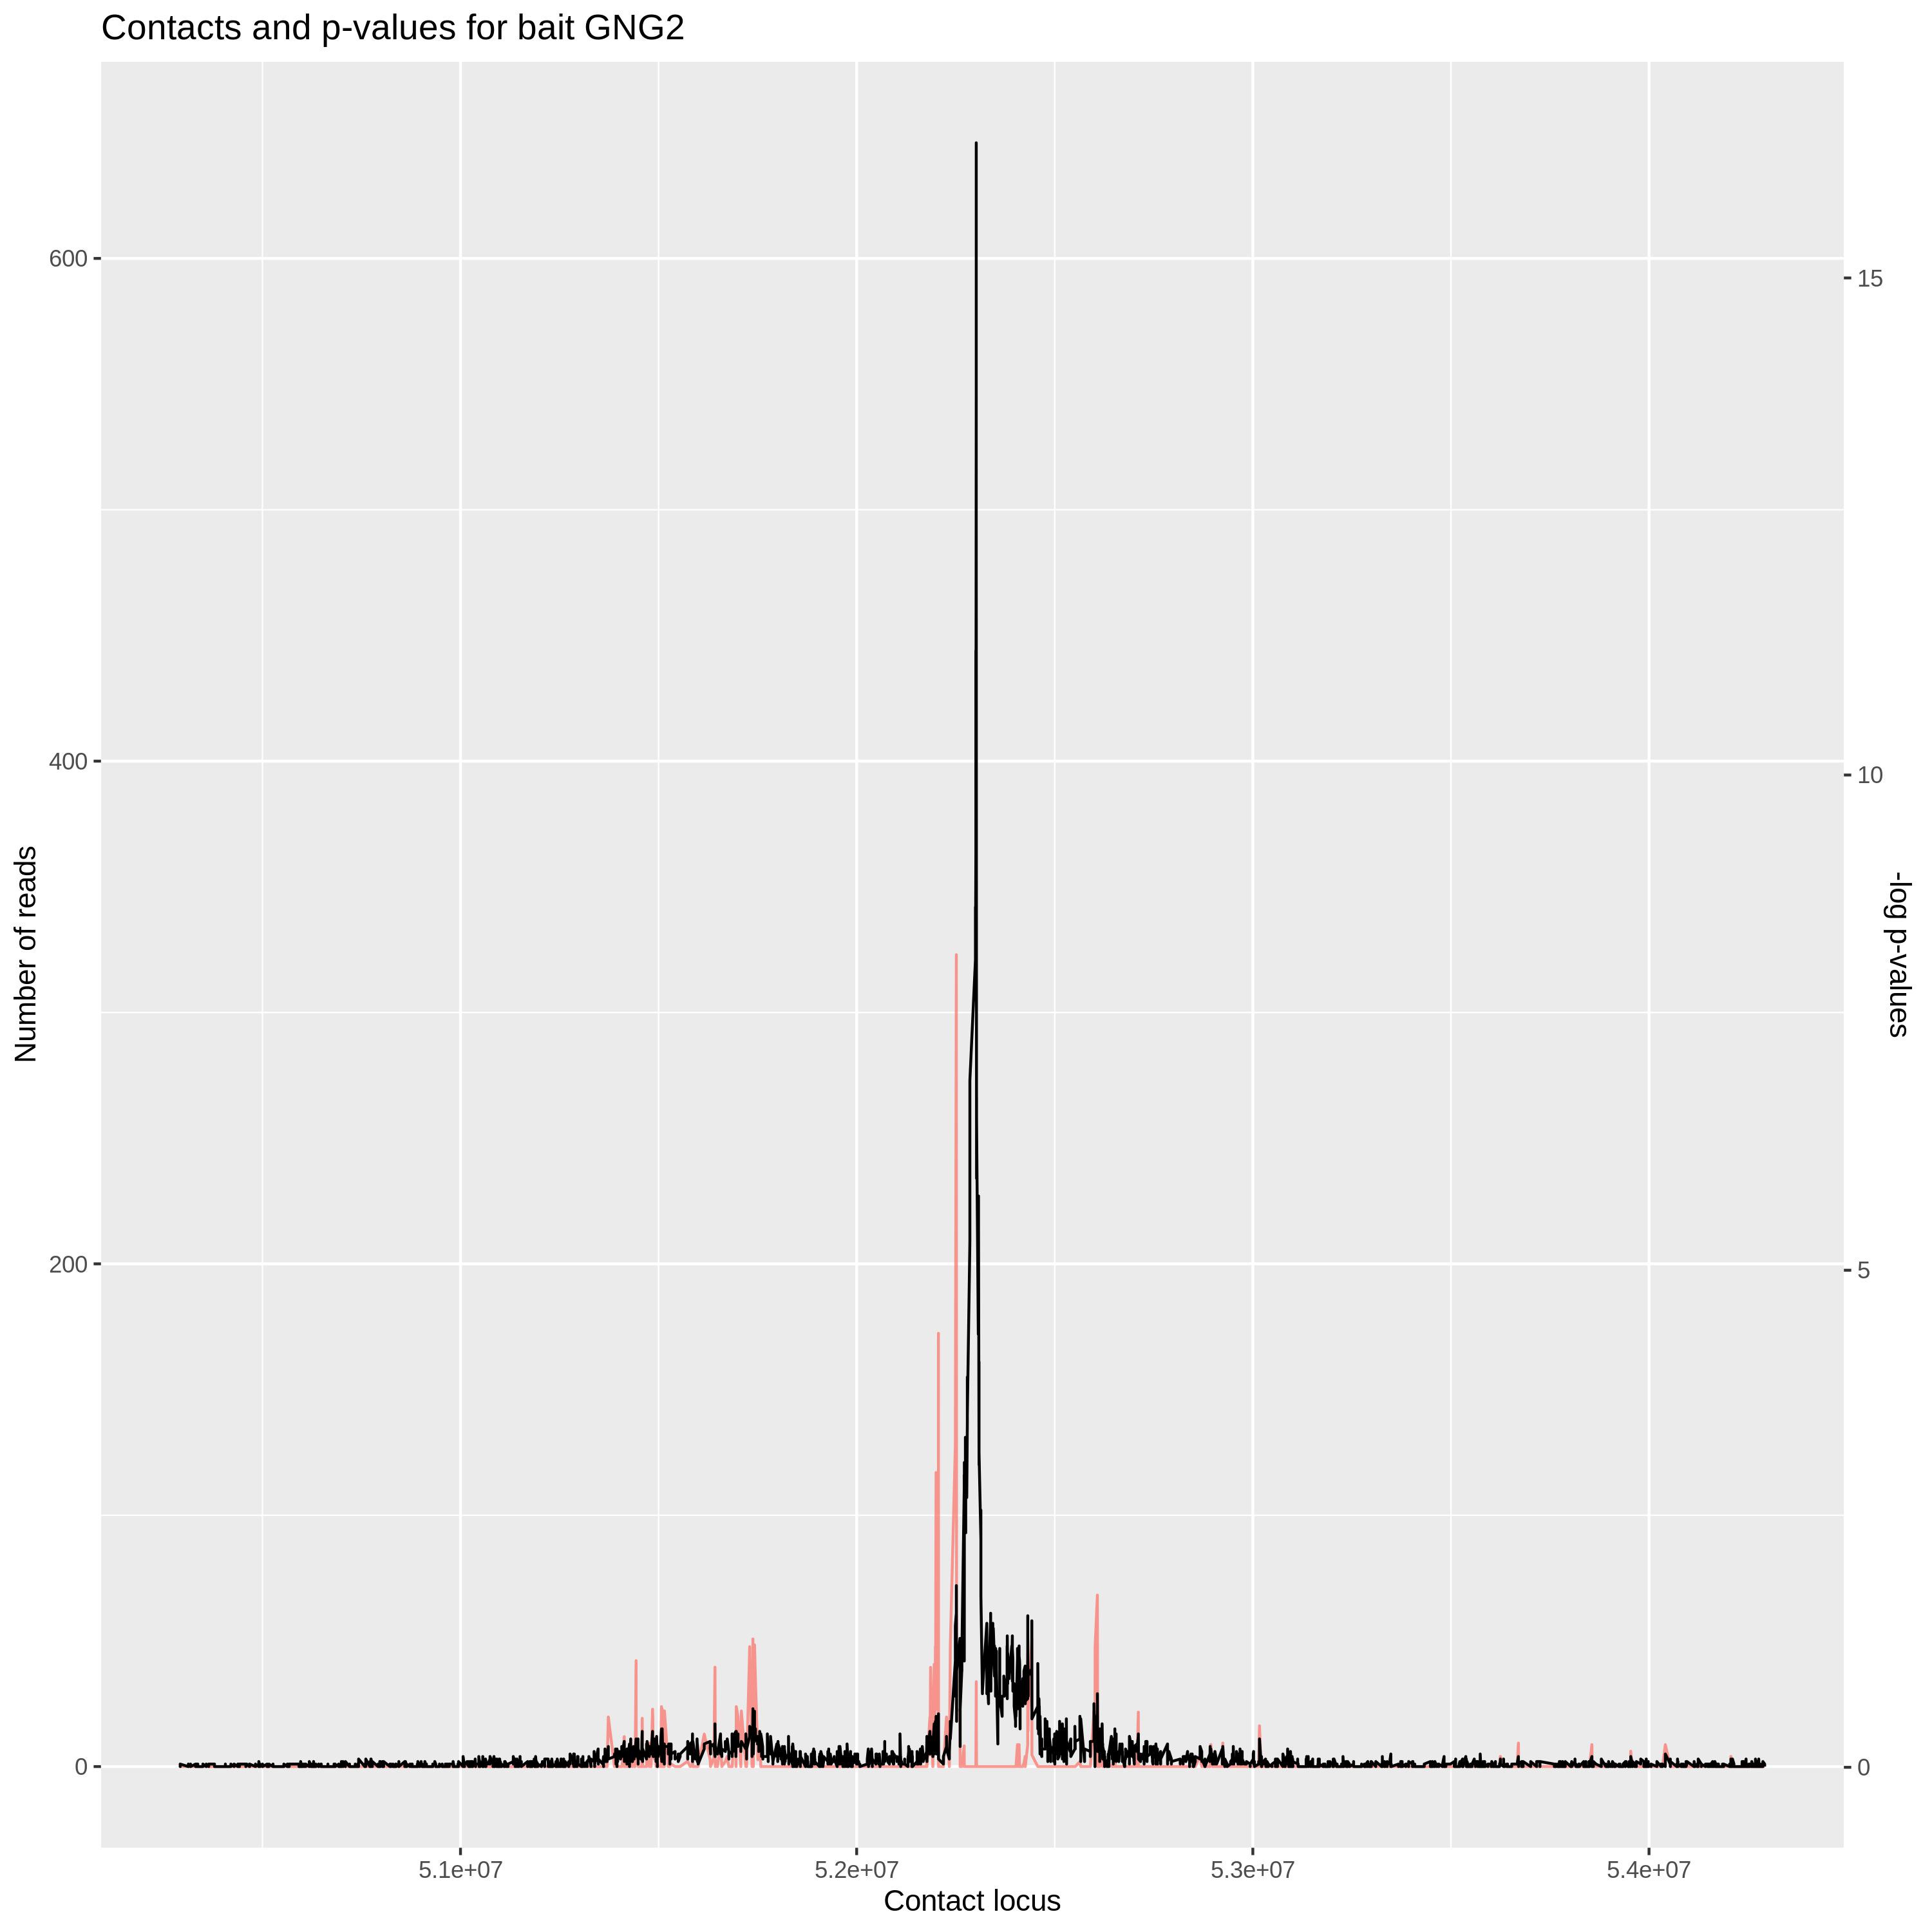 Contacts and p-values for bait GNG2
Number of reads
600
400
200
0
15
10
5
0
-log p-values
5.1e+07 5.2e+07 5.3e+07 5.4e+07
Contact locus